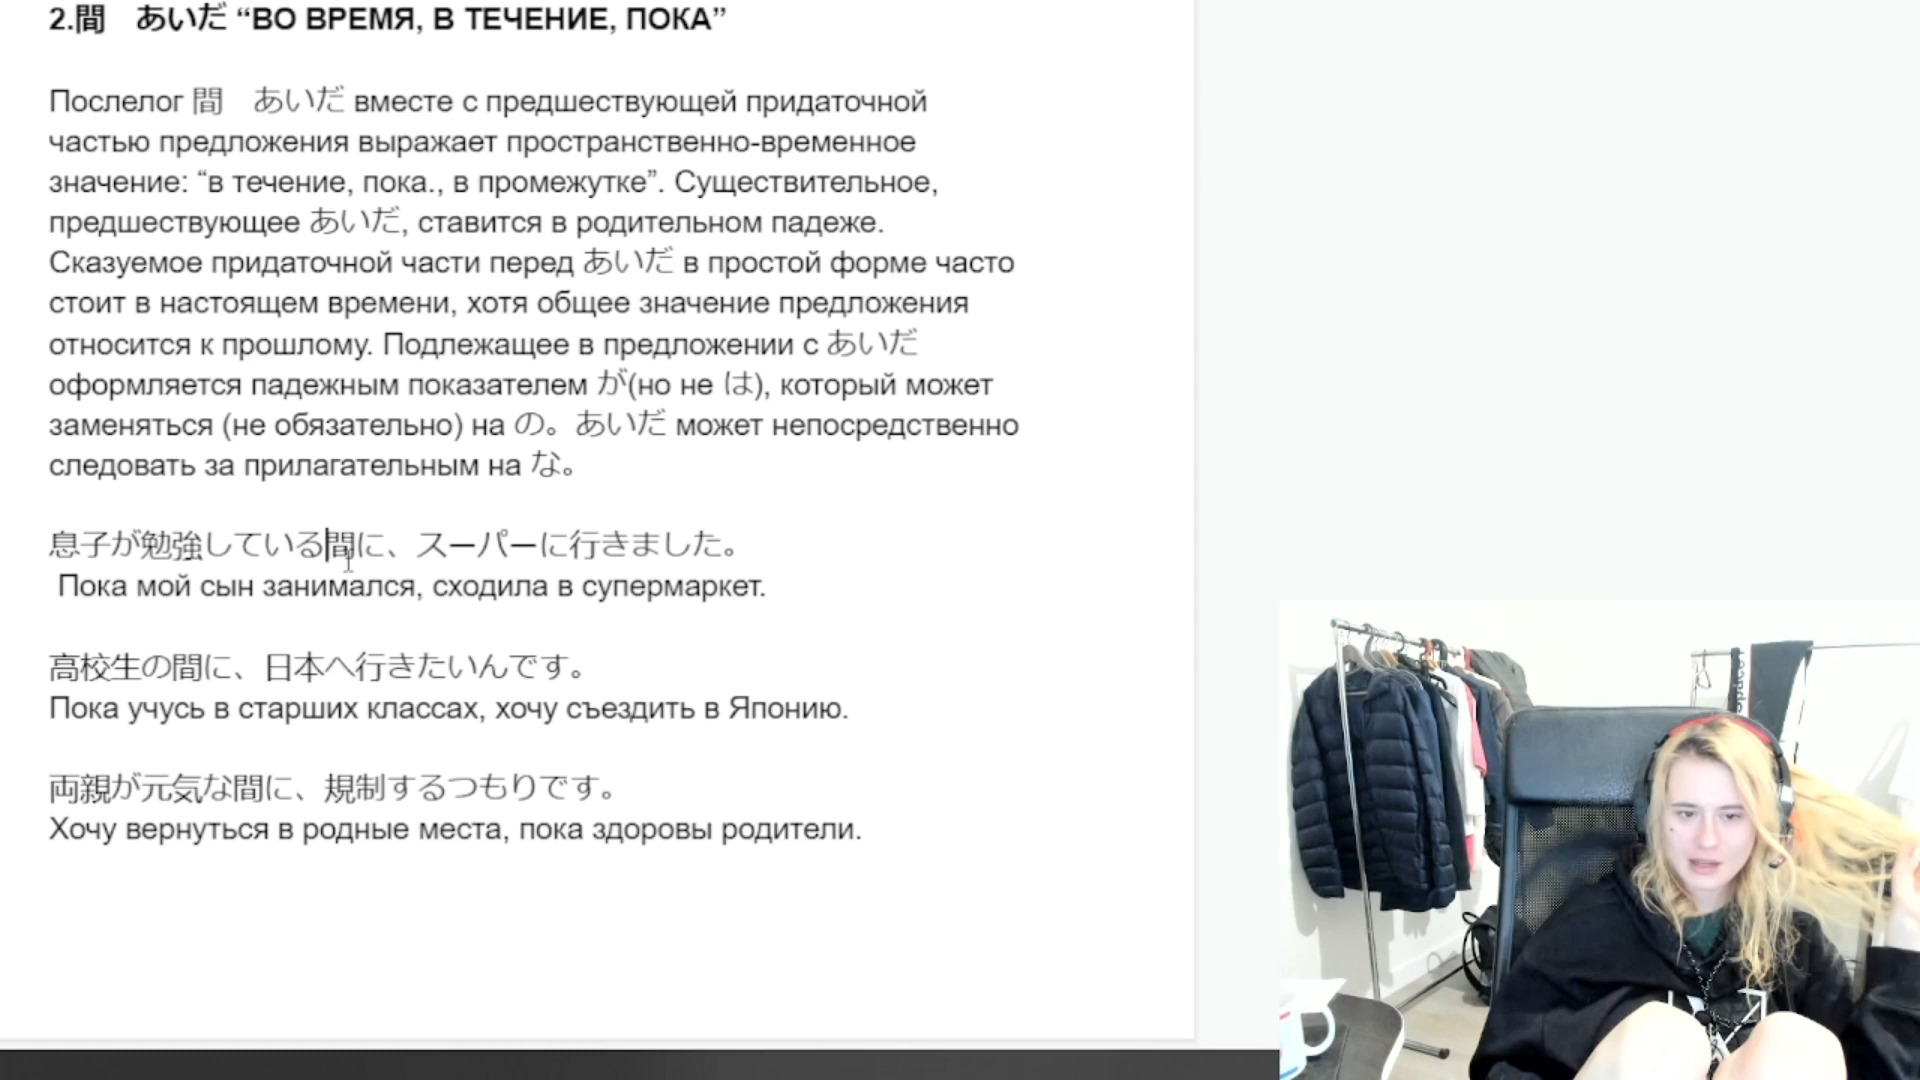 2.間　あいだ “ВО ВРЕМЯ, В ТЕЧЕНИЕ, ПОКА”
Послелог 間　あいだ вместе с предшествующей придаточной
частью предложения выражает пространственно-временное
значение: “в течение, пока., в промежутке”. Существительное,
предшествующее あいだ, ставится в родительном падеже.
Сказуемое придаточной части перед あいだ в простой форме часто
стоит в настоящем времени, хотя общее значение предложения
относится к прошлому. Подлежащее в предложении с あいだ
оформляется падежным показателем が(но не は), который может
заменяться (не обязательно) на の。あいだ может непосредственно
следовать за прилагательным на な。
息子が勉強している間に、スーパーに行きました。
Пока мой сын занимался, сходила в супермаркет.
高校生の間に、日本へ行きたいんです。
Пока учусь в старших классах, хочу съездить в Японию.
両親が元気な間に、規制するつもりです。
Хочу вернуться в родные места, пока здоровы родители.